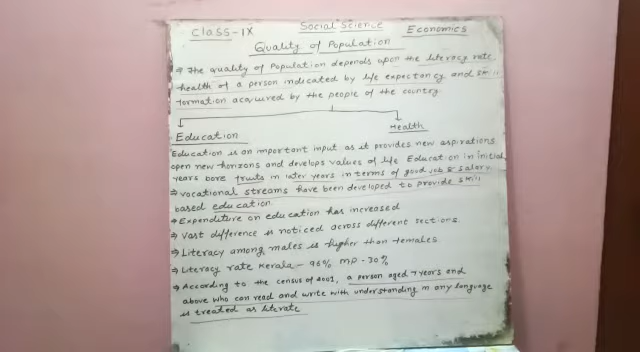 Class-IX Social Science Economics
Quality of Population
⇒ The quality of Population depends upon the literacy rate,
health of a person indicated by life expectancy and skill
formation acquired by the people of the country
Education Health
Education is an important input as it provides new aspirations
open new horizons and develops values of life Education in initial
years bore fruits in later years in terms of good job & salary.
⇒ vocational streams have been developed to provide skill
based education.
⇒ Expenditure on education has increased
⇒ Vast difference is noticed across different sections.
⇒ Literacy among males is higher than females
⇒ Literacy rate Kerala - 96% MP - 30%
⇒ According to the census of 2001, a person aged 7 years and
above who can read and write with understanding in any language
is treated as literate